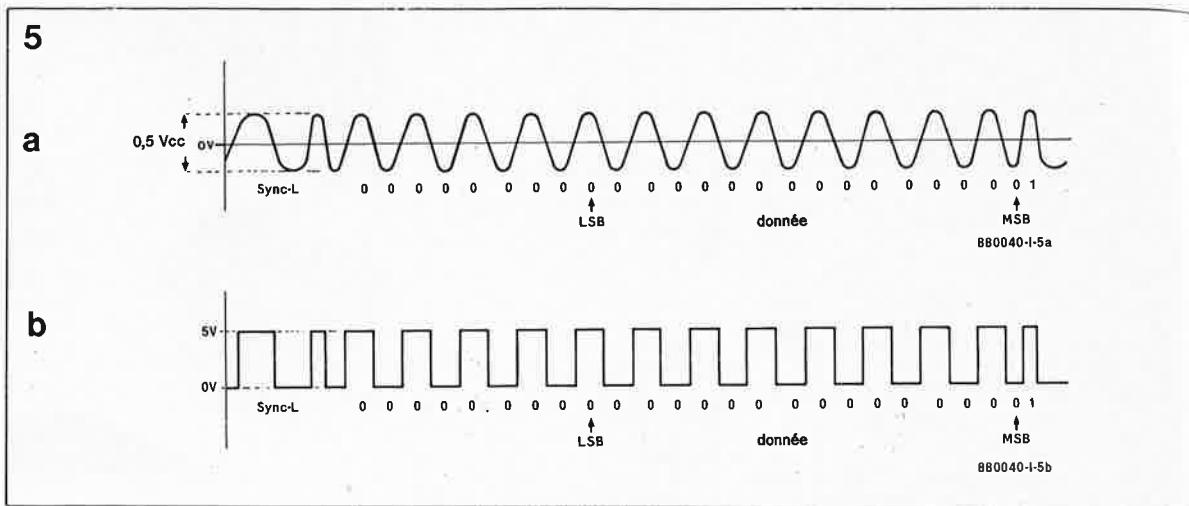 5
a
0,5 Vcc
0V
Sync-L 0 0 0 0 0 0 0 0 0 0 0 0 0 0 0 0 0 0 0 0 0 0 0 0 1
LSB donnée MSB
880040-I-5a
b
5V
0V
Sync-L 0 0 0 0 0 0 0 0 0 0 0 0 0 0 0 0 0 0 0 0 0 0 0 0 1
LSB donnée MSB
880040-I-5b